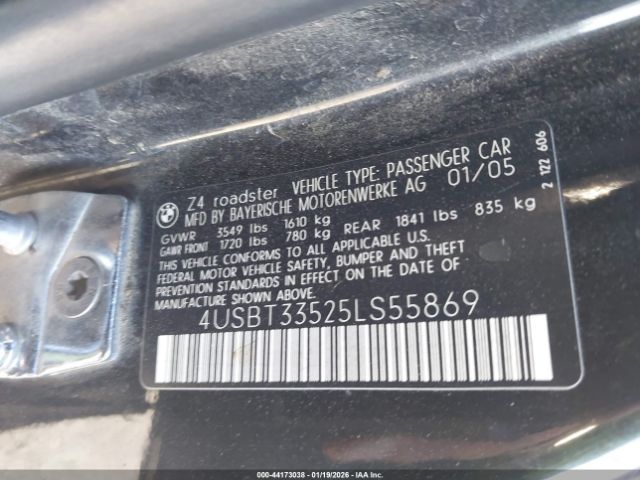 BMW
Z4 roadster VEHICLE TYPE: PASSENGER CAR
MFD BY BAYERISCHE MOTORENWERKE AG 01/05
GVWR 3549 lbs 1610 kg
GAWR FRONT 1720 lbs 780 kg REAR 1841 lbs 835 kg
THIS VEHICLE CONFORMS TO ALL APPLICABLE U.S.
FEDERAL MOTOR VEHICLE SAFETY, BUMPER AND THEFT
PREVENTION STANDARDS IN EFFECT ON THE DATE OF
MANUFACTURE SHOWN ABOVE.
4USBT33525LS55869
2 122 606
000-44173038 - 01/19/2026 - IAAI.COM